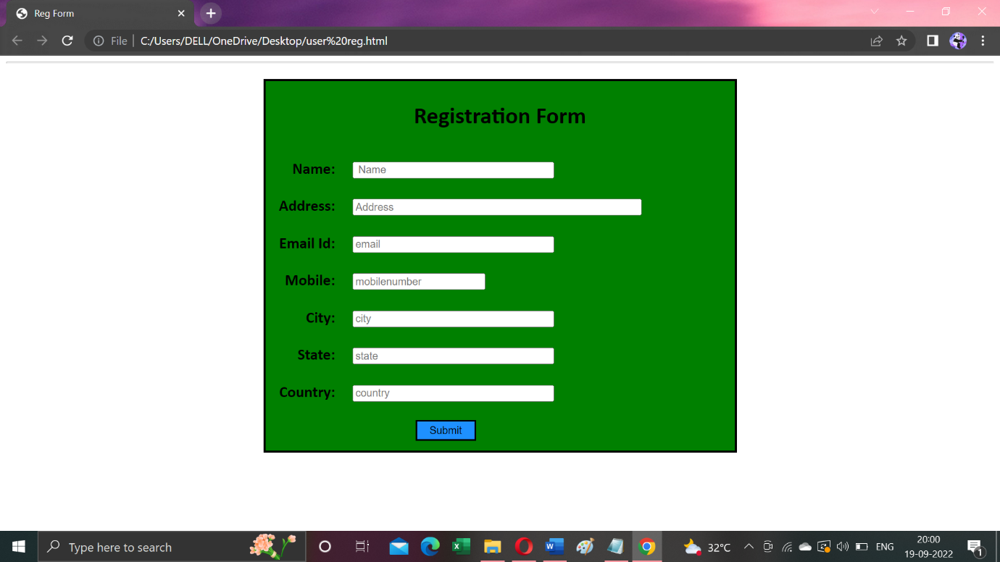 Reg Form
File C:/Users/DELL/OneDrive/Desktop/user%20reg.html
Registration Form
Name: Name
Address: Address
Email Id: email
Mobile: mobilenumber
City: city
State: state
Country: country
Submit
Type here to search
32°C
ENG
20:00
19-09-2022
1